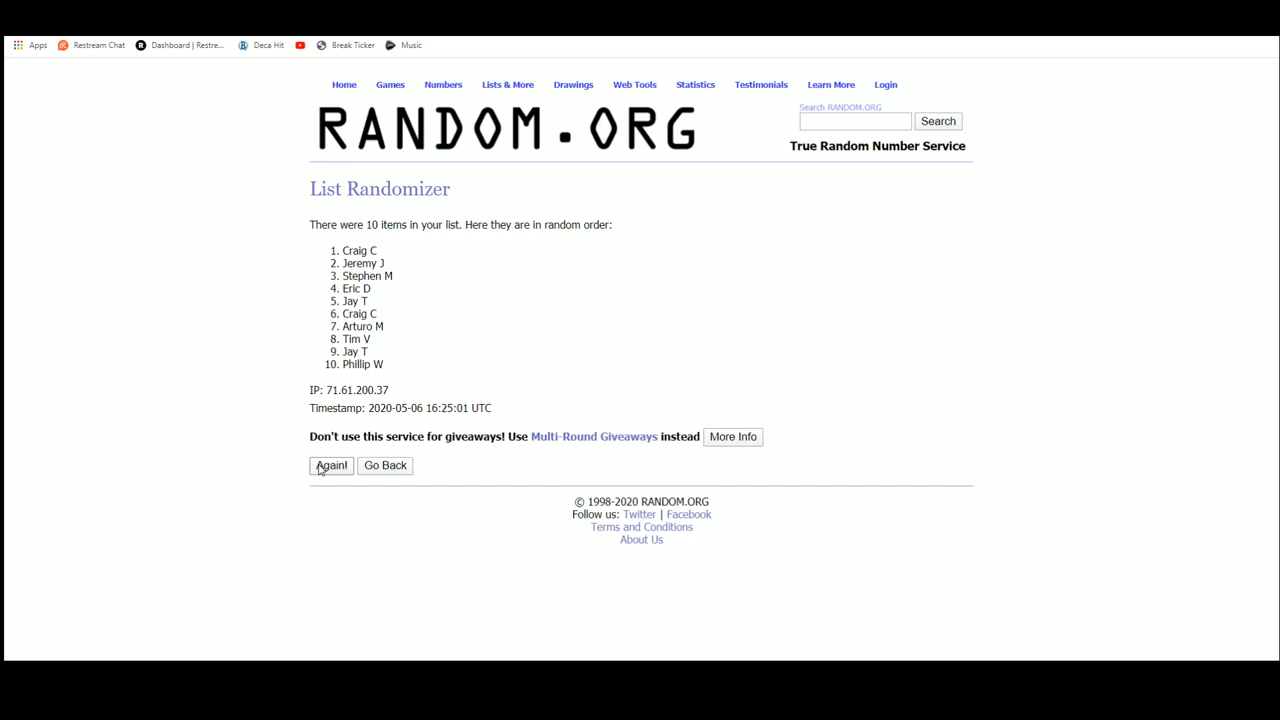 Apps Restream Chat Dashboard | Restre... Deca Hit Break Ticker Music
Home Games Numbers Lists & More Drawings Web Tools Statistics Testimonials Learn More Login
RANDOM.ORG
Search RANDOM.ORG
Search
True Random Number Service
List Randomizer
There were 10 items in your list. Here they are in random order:
1. Craig C
2. Jeremy J
3. Stephen M
4. Eric D
5. Jay T
6. Craig C
7. Arturo M
8. Tim V
9. Jay T
10. Phillip W
IP: 71.61.200.37
Timestamp: 2020-05-06 16:25:01 UTC
Don't use this service for giveaways! Use Multi-Round Giveaways instead More Info
Again! Go Back
© 1998-2020 RANDOM.ORG
Follow us: Twitter | Facebook
Terms and Conditions
About Us